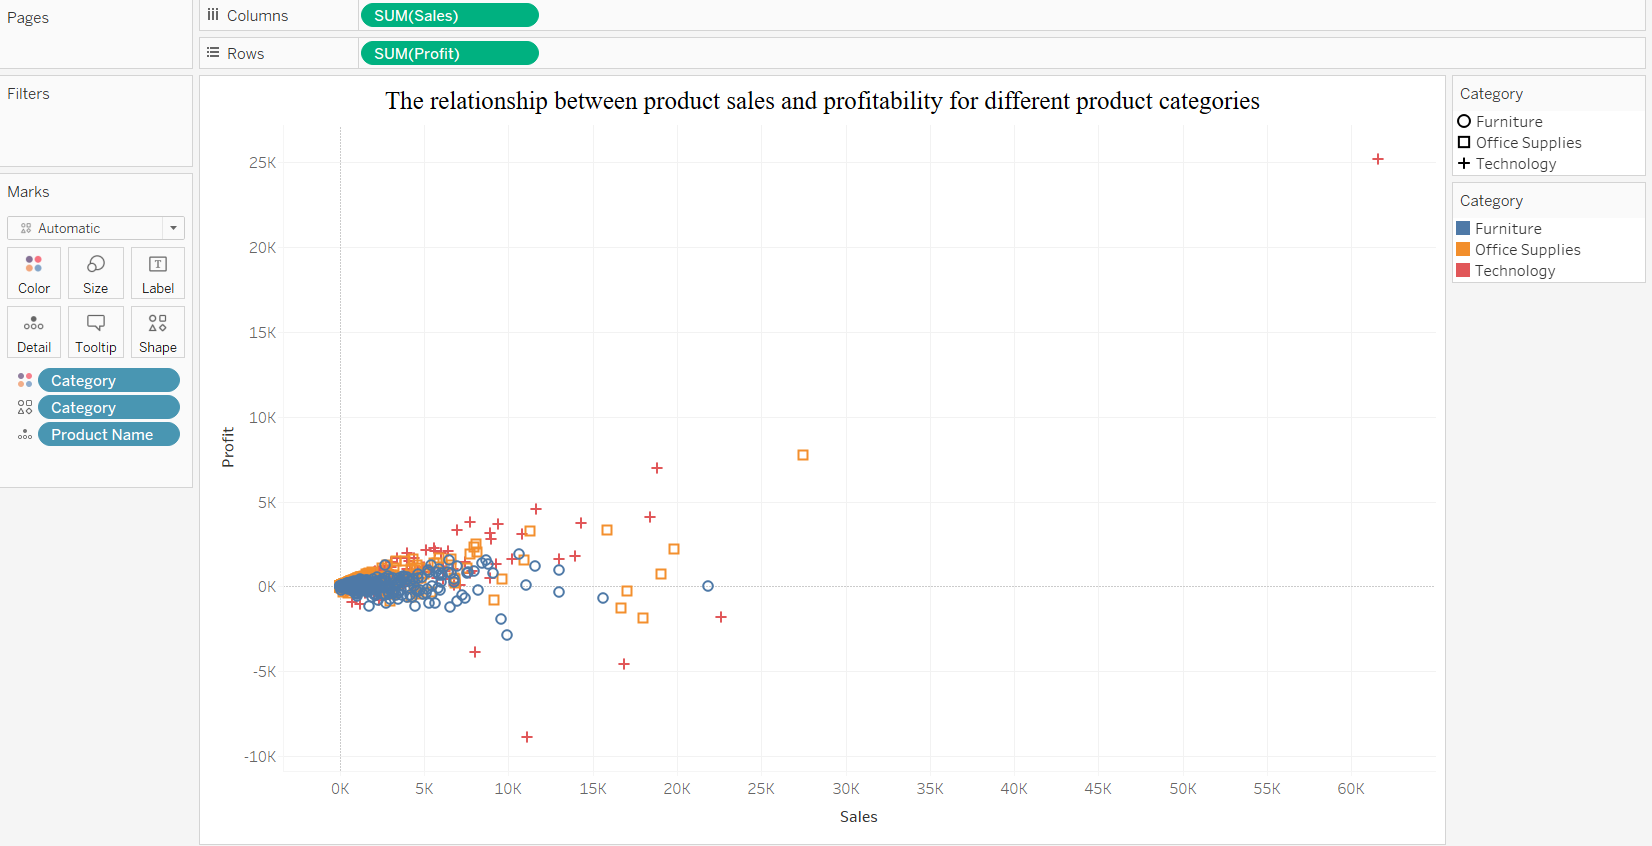 Pages
Columns
SUM(Sales)
Rows
SUM(Profit)
Filters
Marks
Automatic
Color
Size
Label
Detail
Tooltip
Shape
Category
Category
Product Name
The relationship between product sales and profitability for different product categories
25K
20K
15K
10K
5K
0K
-5K
-10K
Profit
0K 5K 10K 15K 20K 25K 30K 35K 40K 45K 50K 55K 60K
Sales
Category
Furniture
Office Supplies
Technology
Category
Furniture
Office Supplies
Technology